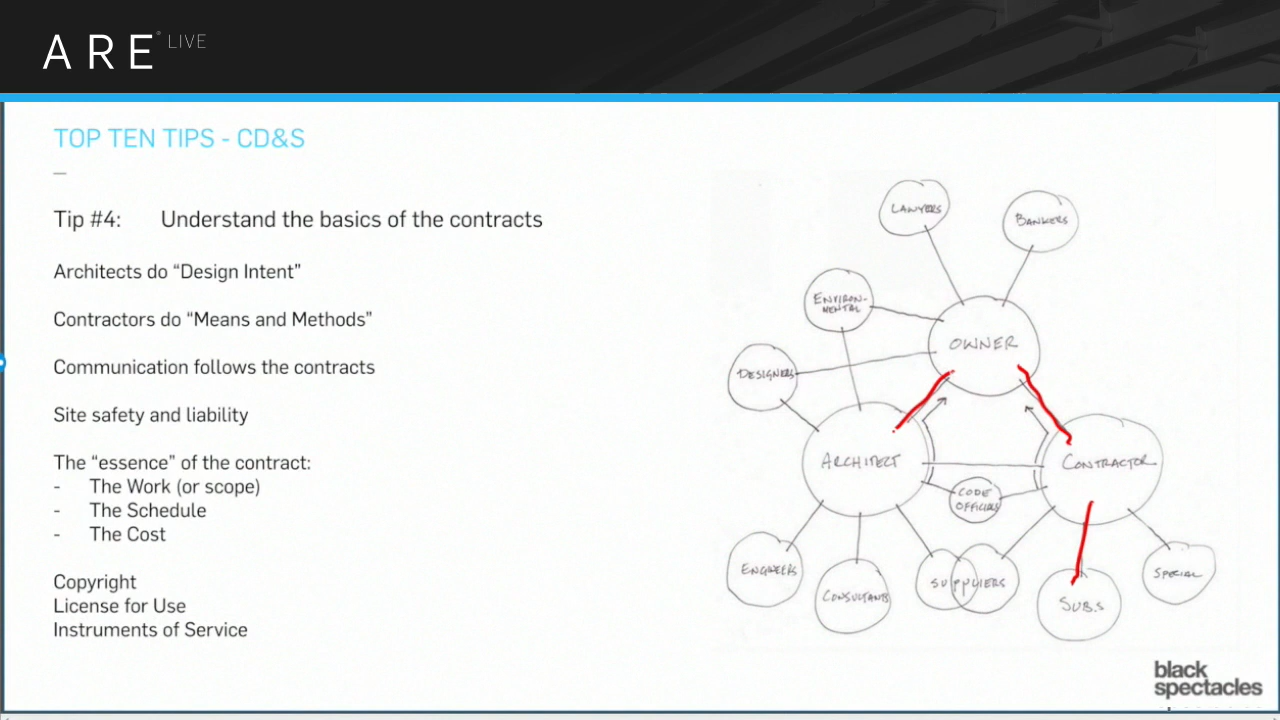 ARE LIVE
TOP TEN TIPS - CD&S
Tip #4: Understand the basics of the contracts
Architects do “Design Intent”
Contractors do “Means and Methods”
Communication follows the contracts
Site safety and liability
The “essence” of the contract:
- The Work (or scope)
- The Schedule
- The Cost
Copyright
License for Use
Instruments of Service
LAWYERS
BANKERS
ENVIRON-
MENTAL
OWNER
DESIGNERS
ARCHITECT
CONTRACTOR
CODE
OFFICIALS
ENGINEERS
CONSULTANTS
SUPPLIERS
SUB.S
SPECIAL
black
spectacles